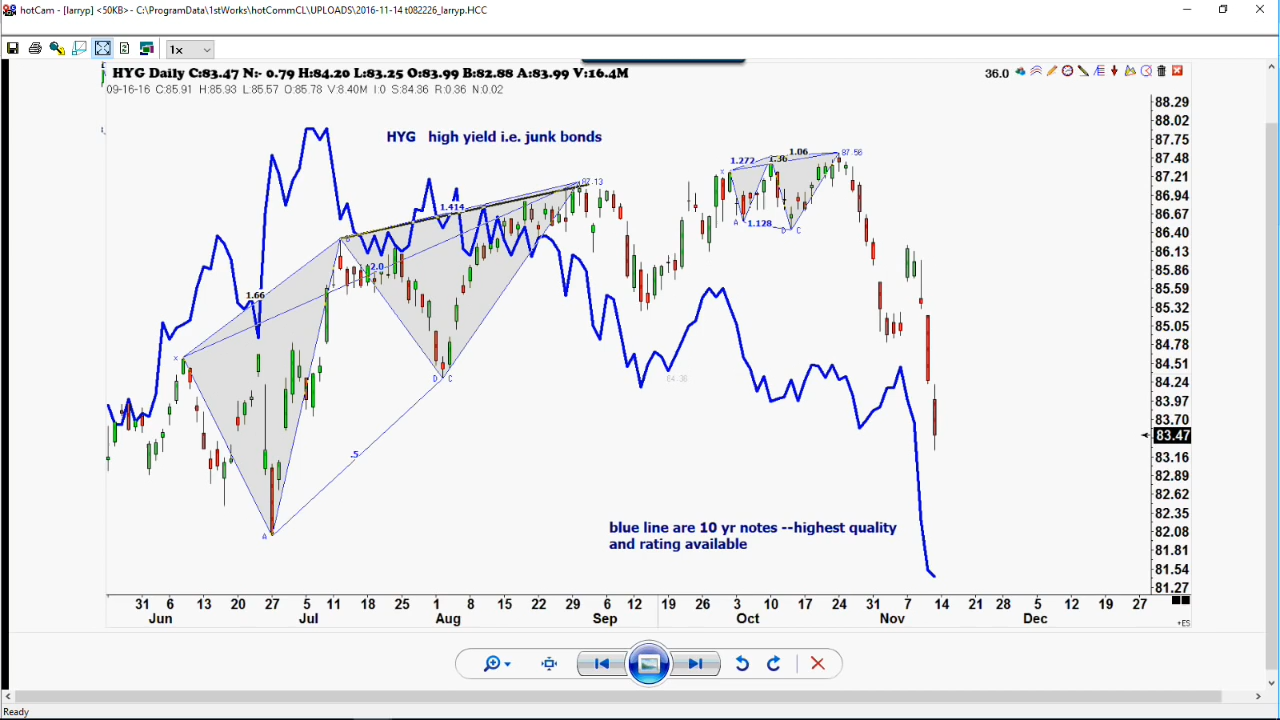 hotCam - [larryp] <50KB> - C:\ProgramData\1stWorks\hotCommCL\UPLOADS\2016-11-14 t082226_larryp.HCC
1x
HYG Daily C:83.47 N:- 0.79 H:84.20 L:83.25 O:83.99 B:82.88 A:83.99 V:16.4M
36.0
09-16-16 C:85.91 H:85.93 L:85.57 O:85.78 V:8.40M I:0 S:84.36 R:0.36 N:0.02
HYG high yield i.e. junk bonds
88.29
88.02
87.75
87.48
87.21
86.94
86.67
86.40
86.13
85.86
85.59
85.32
85.05
84.78
84.51
84.24
83.97
83.70
83.47
83.16
82.89
82.62
82.35
82.08
81.81
81.54
81.27
1.06
87.56
1.272
1.36
X
A
1.128
D
C
87.13
1.414
B
2.0
1.66
X
D
C
84.36
.5
A
blue line are 10 yr notes --highest quality
and rating available
31 6 13 20 27 5 11 18 25 1 8 15 22 29 6 12 19 26 3 10 17 24 31 7 14 21 28 5 12 19 27
Jun Jul Aug Sep Oct Nov Dec
+ES
Ready